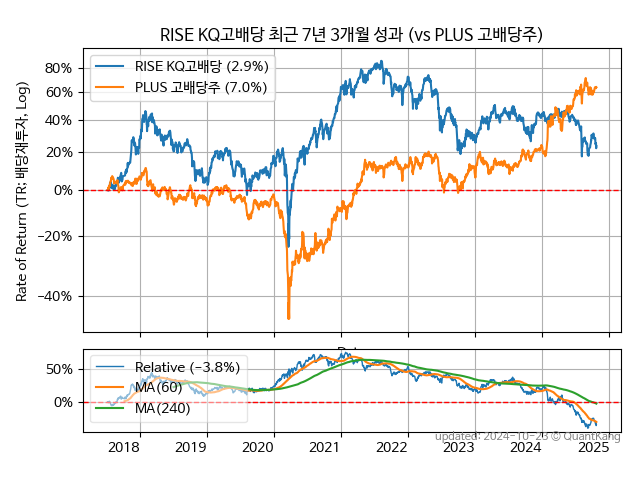 RISE KQ고배당 최근 7년 3개월 성과 (vs PLUS 고배당주)
Rate of Return (TR: 배당재투자, Log)
80%
60%
40%
20%
0%
−20%
−40%
RISE KQ고배당 (2.9%)
PLUS 고배당주 (7.0%)
50%
0%
Relative (−3.8%)
MA(60)
MA(240)
2018 2019 2020 2021 2022 2023 2024 2025
updated: 2024-10-23 © QuantKang